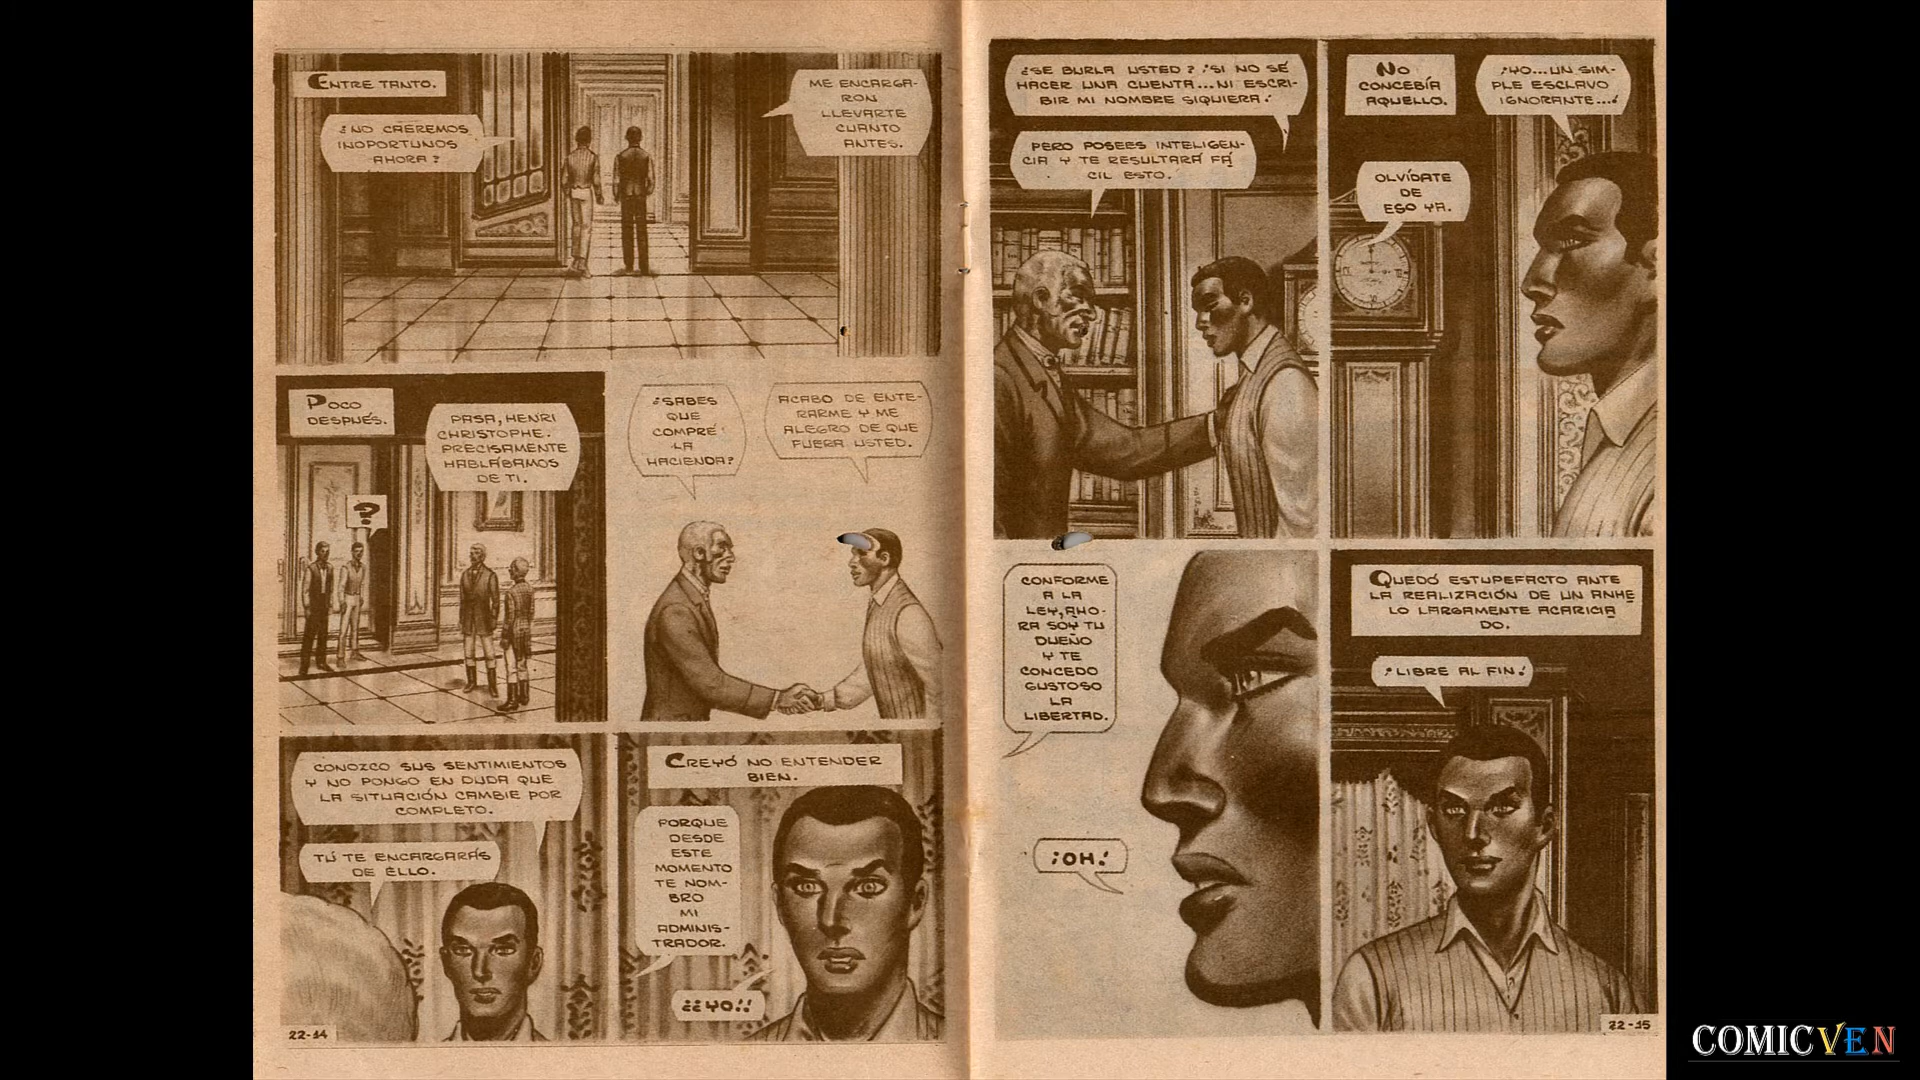 ENTRE TANTO.
¿NO CAEREMOS
INOPORTUNOS
AHORA?
ME ENCARGA-
RON
LLEVARTE
CUANTO
ANTES.
POCO
DESPUÉS.
PASA, HENRI
CHRISTOPHE.
PRECISAMENTE
HABLÁBAMOS
DE TI.
?
¿SABES
QUE
COMPRÉ
LA
HACIENDA?
ACABO DE ENTE-
RARME Y ME
ALEGRO DE QUE
FUERA USTED.
CONOZCO SUS SENTIMIENTOS
Y NO PONGO EN DUDA QUE
LA SITUACIÓN CAMBIE POR
COMPLETO.
TÚ TE ENCARGARÁS
DE ELLO.
CREYÓ NO ENTENDER
BIEN.
PORQUE
DESDE
ESTE
MOMENTO
TE NOM-
BRO
MI
ADMINIS-
TRADOR.
¿¿YO!!
22-14
¿SE BURLA USTED? ¡SI NO SÉ
HACER UNA CUENTA...NI ESCRI-
BIR MI NOMBRE SIQUIERA!
PERO POSEES INTELIGEN-
CIA Y TE RESULTARÁ FÁ
CIL ESTO.
NO
CONCEBÍA
AQUELLO.
¡YO...UN SIM-
PLE ESCLAVO
IGNORANTE...!
OLVÍDATE
DE
ESO YA.
CONFORME
A LA
LEY, AHO-
RA SOY TU
DUEÑO
Y TE
CONCEDO
GUSTOSO
LA
LIBERTAD.
¡OH!
QUEDÓ ESTUPEFACTO ANTE
LA REALIZACIÓN DE UN ANHE
LO LARGAMENTE ACARICIA
DO.
¡LIBRE AL FIN!
22-15
COMICVEN